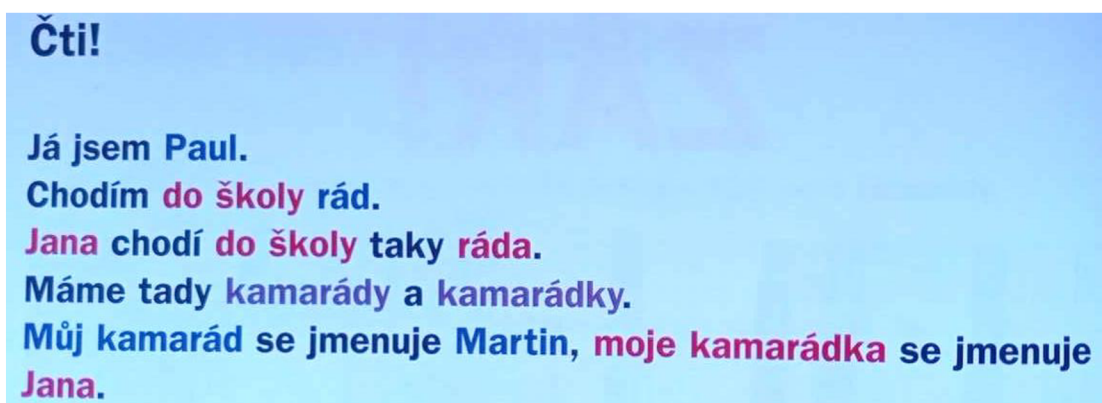 Čti!
Já jsem Paul.
Chodím do školy rád.
Jana chodí do školy taky ráda.
Máme tady kamarády a kamarádky.
Můj kamarád se jmenuje Martin, moje kamarádka se jmenuje
Jana.